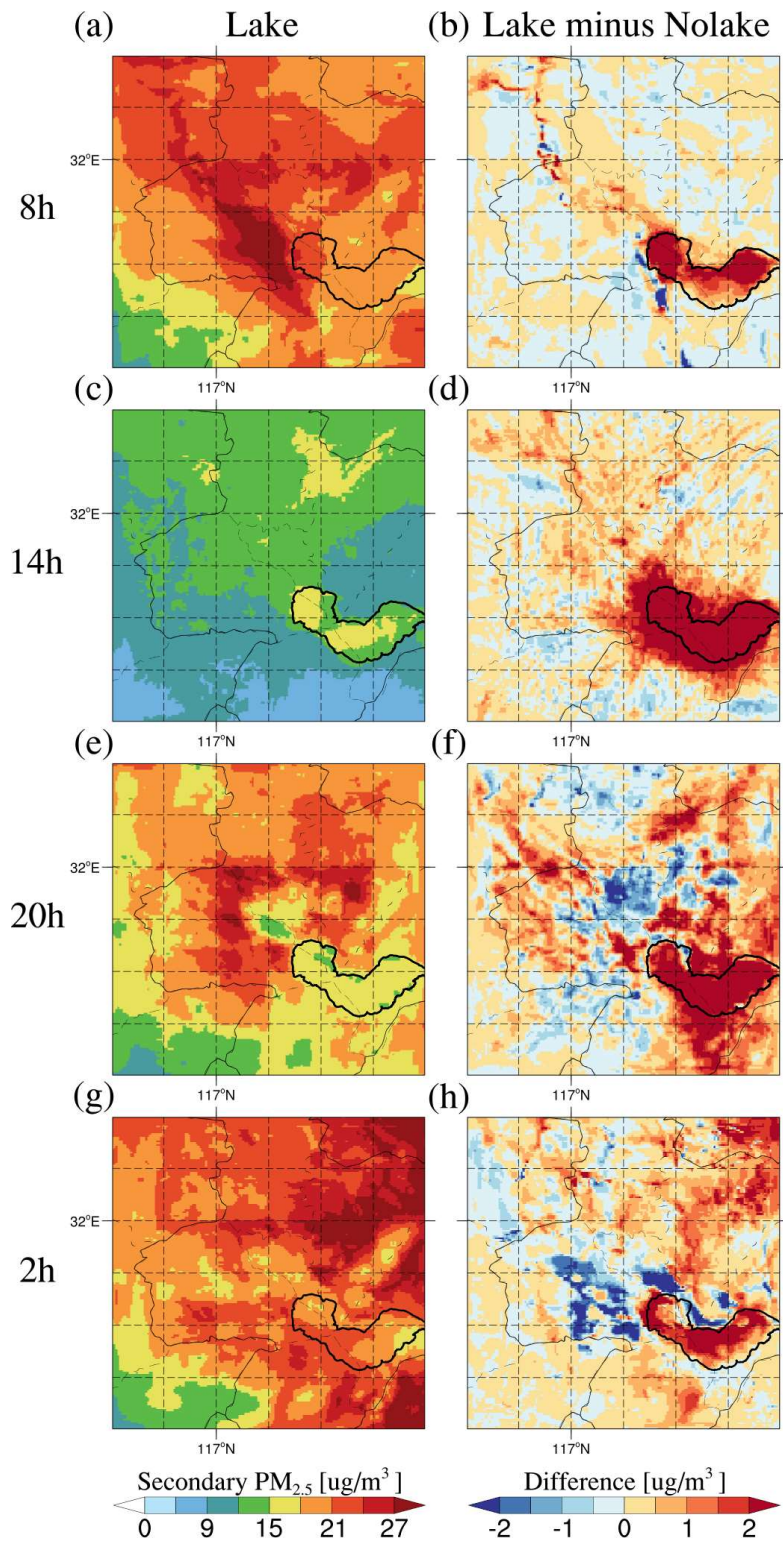 (a) Lake (b) Lake minus Nolake
8h
32°E
117°N 117°N
(c) (d)
14h
32°E
117°N 117°N
(e) (f)
20h
32°E
117°N 117°N
(g) (h)
2h
32°E
117°N 117°N
Secondary PM2.5 [ug/m³] Difference [ug/m³]
0 9 15 21 27 -2 -1 0 1 2